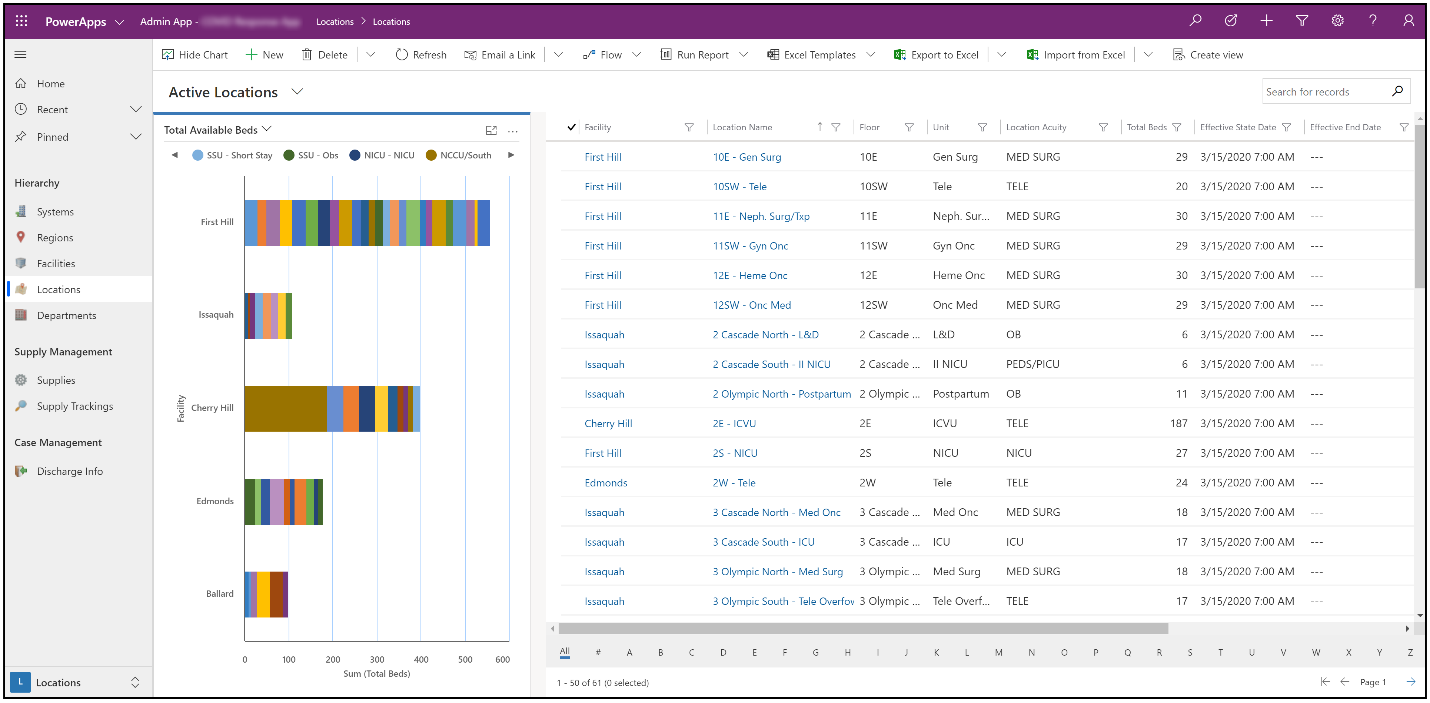 PowerApps Admin App - Locations Locations
Hide Chart New Delete Refresh Email a Link Flow Run Report Excel Templates Export to Excel Import from Excel Create view
Home
Recent
Pinned
Hierarchy
Systems
Regions
Facilities
Locations
Departments
Supply Management
Supplies
Supply Trackings
Case Management
Discharge Info
L Locations
Active Locations
Search for records
Total Available Beds
SSU - Short Stay SSU - Obs NICU - NICU NCCU/South
First Hill
Issaquah
Cherry Hill
Edmonds
Ballard
Facility
0 100 200 300 400 500 600
Sum (Total Beds)
Facility Location Name Floor Unit Location Acuity Total Beds Effective State Date Effective End Date
First Hill 10E - Gen Surg 10E Gen Surg MED SURG 29 3/15/2020 7:00 AM ---
First Hill 10SW - Tele 10SW Tele TELE 20 3/15/2020 7:00 AM ---
First Hill 11E - Neph. Surg/Txp 11E Neph. Sur... MED SURG 30 3/15/2020 7:00 AM ---
First Hill 11SW - Gyn Onc 11SW Gyn Onc MED SURG 29 3/15/2020 7:00 AM ---
First Hill 12E - Heme Onc 12E Heme Onc MED SURG 30 3/15/2020 7:00 AM ---
First Hill 12SW - Onc Med 12SW Onc Med MED SURG 29 3/15/2020 7:00 AM ---
Issaquah 2 Cascade North - L&D 2 Cascade ... L&D OB 6 3/15/2020 7:00 AM ---
Issaquah 2 Cascade South - II NICU 2 Cascade ... II NICU PEDS/PICU 6 3/15/2020 7:00 AM ---
Issaquah 2 Olympic North - Postpartum 2 Olympic ... Postpartum OB 11 3/15/2020 7:00 AM ---
Cherry Hill 2E - ICVU 2E ICVU TELE 187 3/15/2020 7:00 AM ---
First Hill 2S - NICU 2S NICU NICU 27 3/15/2020 7:00 AM ---
Edmonds 2W - Tele 2W Tele TELE 24 3/15/2020 7:00 AM ---
Issaquah 3 Cascade North - Med Onc 3 Cascade ... Med Onc MED SURG 18 3/15/2020 7:00 AM ---
Issaquah 3 Cascade South - ICU 3 Cascade ... ICU ICU 17 3/15/2020 7:00 AM ---
Issaquah 3 Olympic North - Med Surg 3 Olympic ... Med Surg MED SURG 18 3/15/2020 7:00 AM ---
Issaquah 3 Olympic South - Tele Overfov 3 Olympic ... Tele Overf... TELE 17 3/15/2020 7:00 AM ---
All # A B C D E F G H I J K L M N O P Q R S T U V W X Y Z
1 - 50 of 61 (0 selected) Page 1